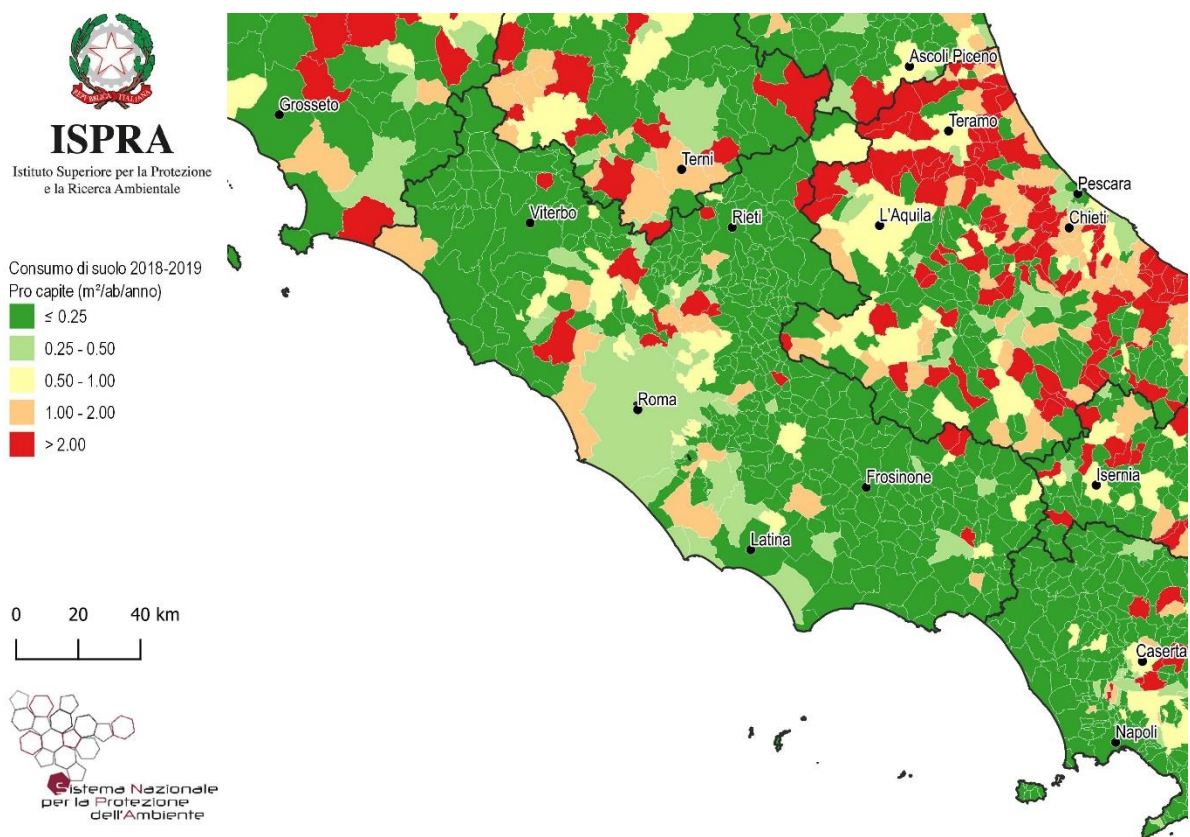 REPVBBLICA ITALIANA
ISPRA
Istituto Superiore per la Protezione
e la Ricerca Ambientale
Consumo di suolo 2018-2019
Pro capite (m²/ab/anno)
≤ 0.25
0.25 - 0.50
0.50 - 1.00
1.00 - 2.00
> 2.00
0 20 40 km
Sistema Nazionale
per la Protezione
dell'Ambiente
Ascoli Piceno
Grosseto
Teramo
Terni
Pescara
Viterbo
Rieti
L'Aquila
Chieti
Roma
Frosinone
Isernia
Latina
Caserta
Napoli